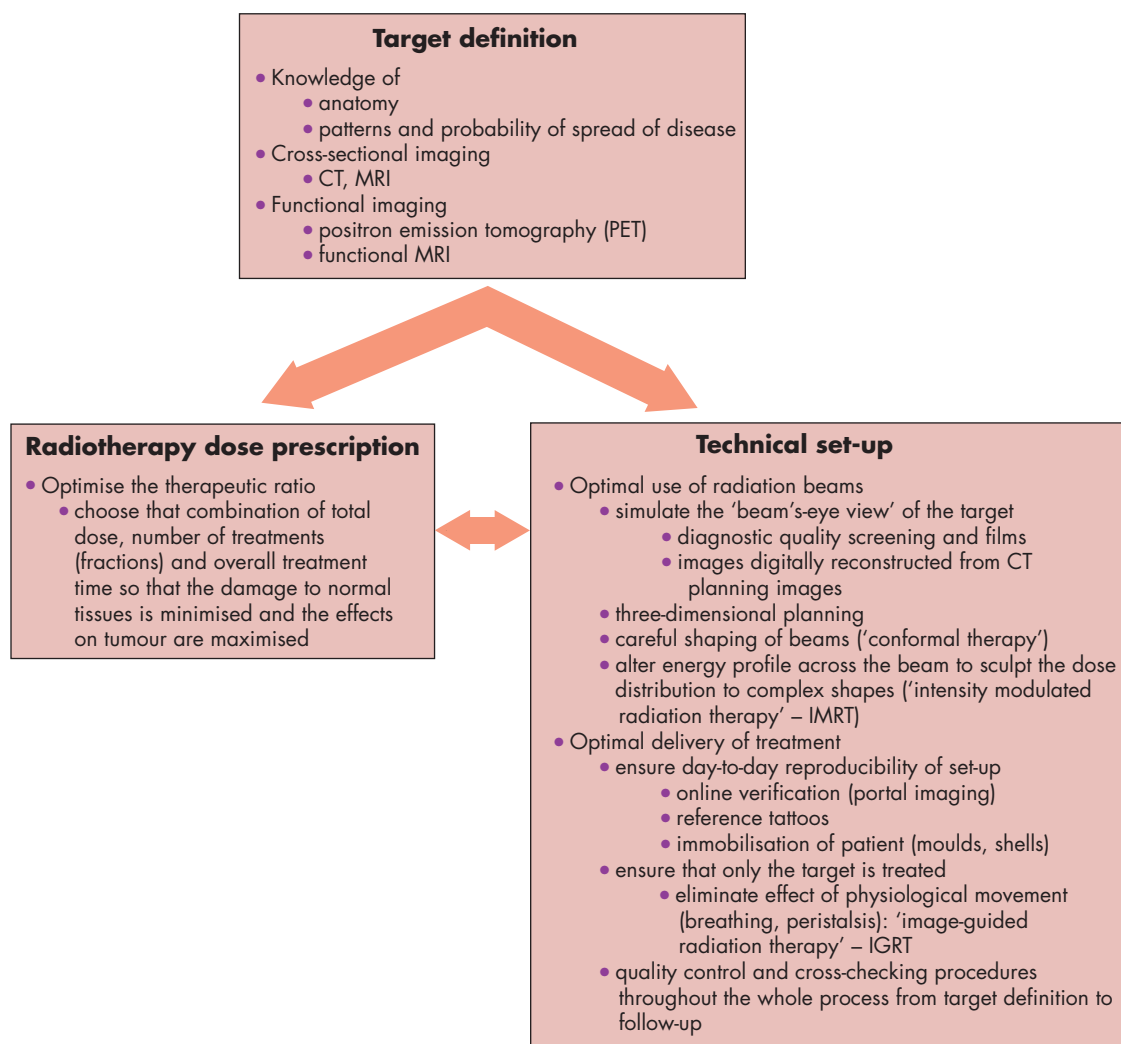 Target definition
• Knowledge of
• anatomy
• patterns and probability of spread of disease
• Cross-sectional imaging
• CT, MRI
• Functional imaging
• positron emission tomography (PET)
• functional MRI
Radiotherapy dose prescription
• Optimise the therapeutic ratio
• choose that combination of total
dose, number of treatments
(fractions) and overall treatment
time so that the damage to normal
tissues is minimised and the effects
on tumour are maximised
Technical set-up
• Optimal use of radiation beams
• simulate the ‘beam’s-eye view’ of the target
• diagnostic quality screening and films
• images digitally reconstructed from CT
planning images
• three-dimensional planning
• careful shaping of beams (‘conformal therapy’)
• alter energy profile across the beam to sculpt the dose
distribution to complex shapes (‘intensity modulated
radiation therapy’ – IMRT)
• Optimal delivery of treatment
• ensure day-to-day reproducibility of set-up
• online verification (portal imaging)
• reference tattoos
• immobilisation of patient (moulds, shells)
• ensure that only the target is treated
• eliminate effect of physiological movement
(breathing, peristalsis): ‘image-guided
radiation therapy’ – IGRT
• quality control and cross-checking procedures
throughout the whole process from target definition to
follow-up